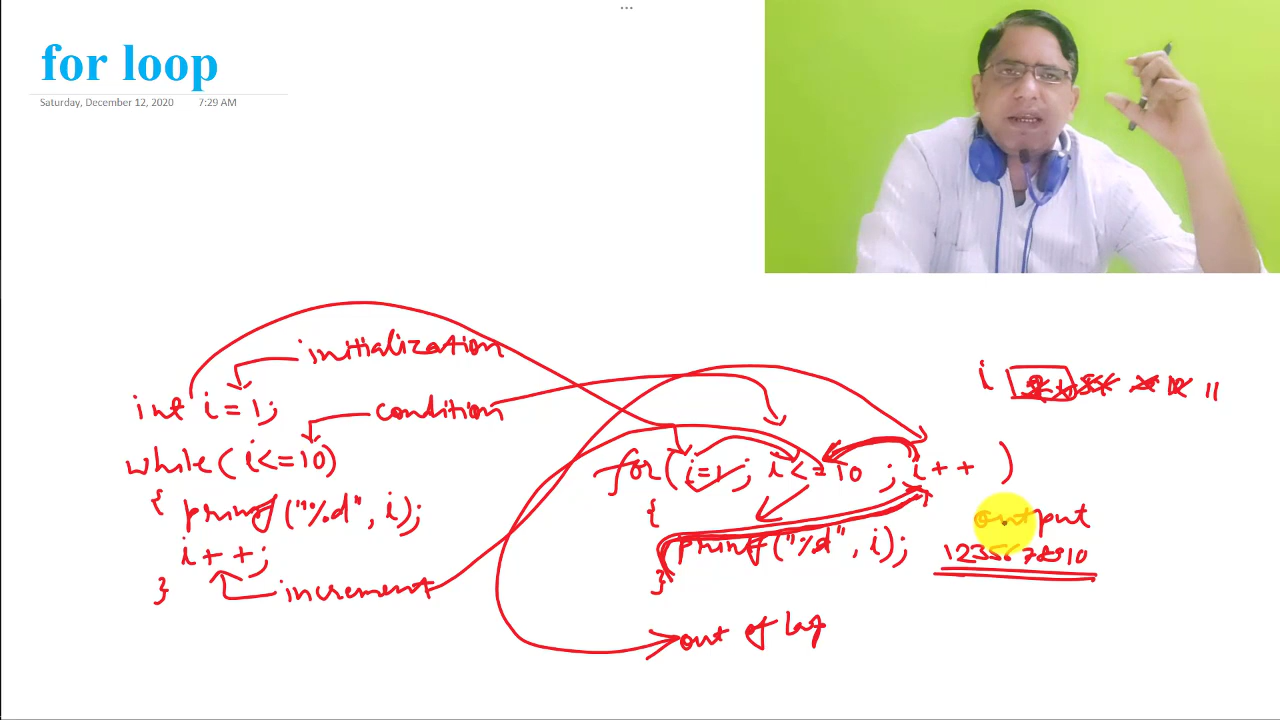 for loop
Saturday, December 12, 2020 7:29 AM
initialization
int i=1;
condition
while(i<=10)
{ printf("%d", i);
i++;
} increment
i 11
for(i=1; i<=10; i++)
{
printf("%d", i);
}
output
1235678910
out of